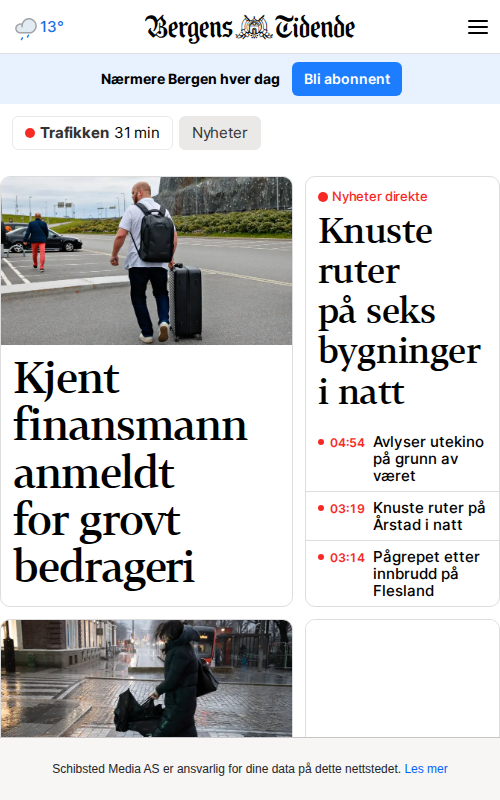 13°
Bergens Tidende
Nærmere Bergen hver dag
Bli abonnent
Trafikken 31 min
Nyheter
Kjent
finansmann
anmeldt
for grovt
bedrageri
Nyheter direkte
Knuste
ruter
på seks
bygninger
i natt
04:54 Avlyser utekino
på grunn av
været
03:19 Knuste ruter på
Årstad i natt
03:14 Pågrepet etter
innbrudd på
Flesland
Schibsted Media AS er ansvarlig for dine data på dette nettstedet. Les mer